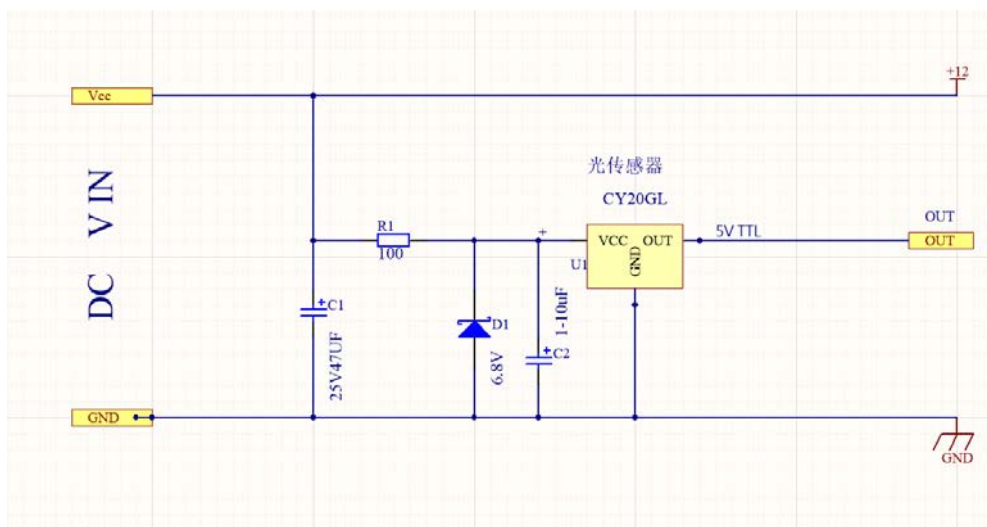 +12
Vcc
光传感器
CY20GL
OUT
R1
100
+
VCC
OUT
GND
5V TTL
OUT
U1
DC V IN
C1
25V47UF
D1
6.8V
1-10uF
C2
GND
GND